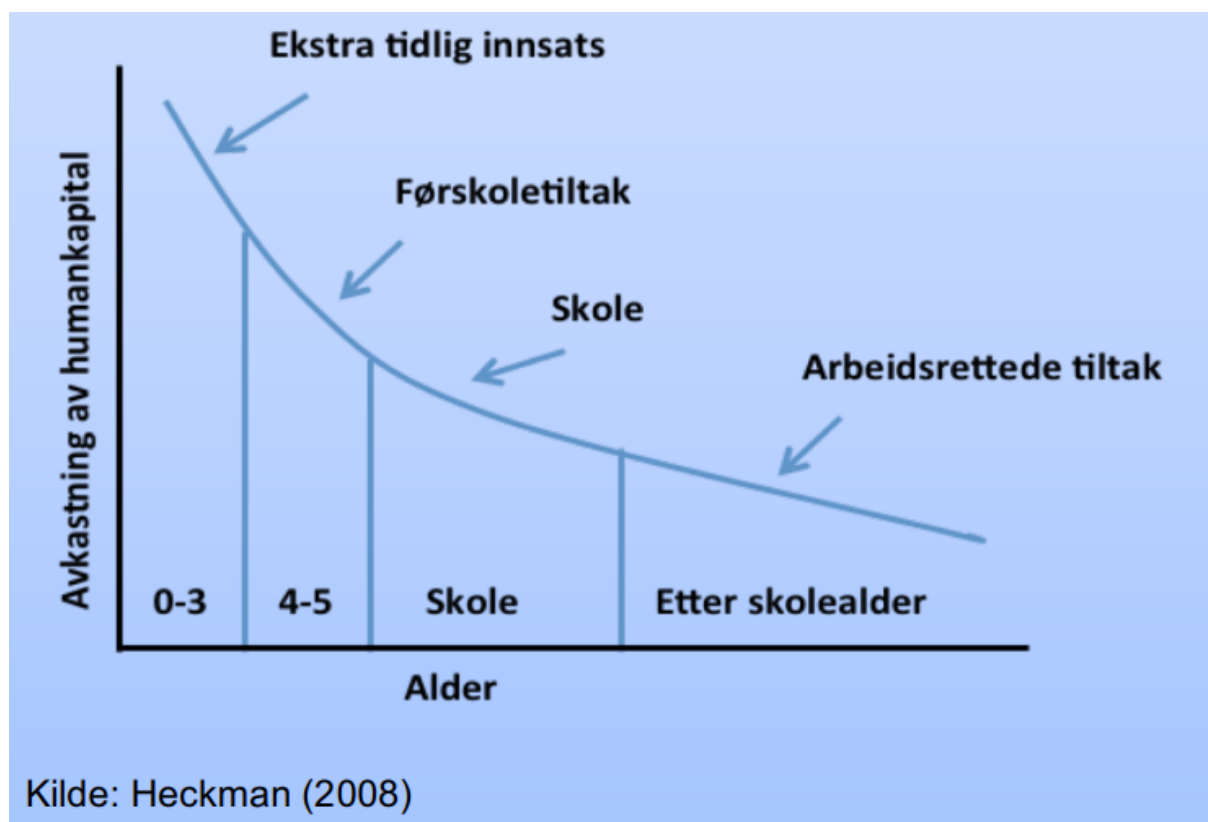 Ekstra tidlig innsats
Førskoletiltak
Skole
Arbeidsrettede tiltak
Avkastning av humankapital
0-3
4-5
Skole
Etter skolealder
Alder
Kilde: Heckman (2008)